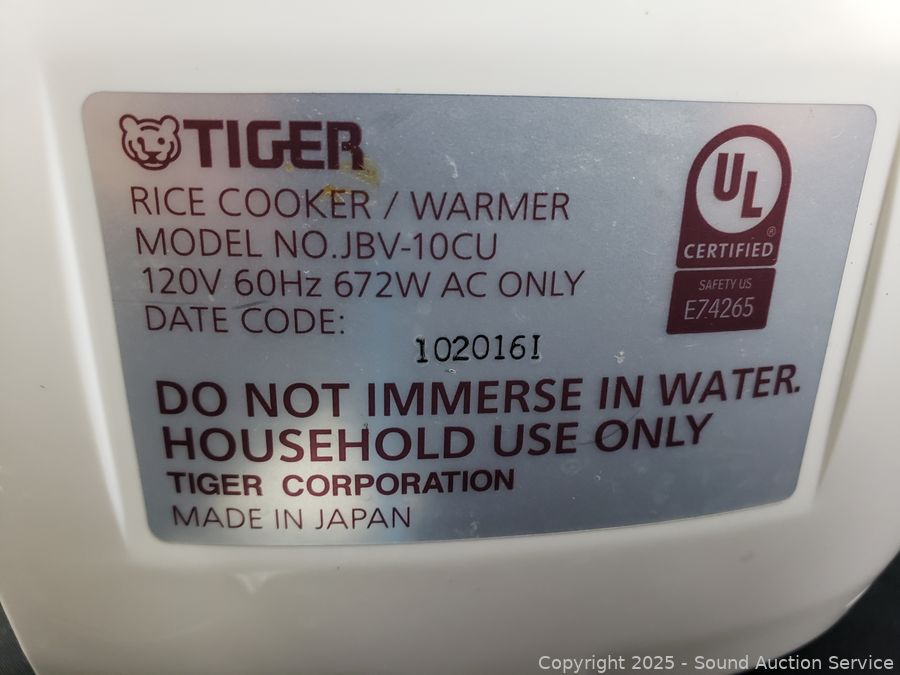 TIGER
RICE COOKER / WARMER
MODEL NO.JBV-10CU
120V 60Hz 672W AC ONLY
DATE CODE:
102016I
DO NOT IMMERSE IN WATER.
HOUSEHOLD USE ONLY
TIGER CORPORATION
MADE IN JAPAN
UL
®
CERTIFIED
SAFETY US
E74265
Copyright 2025 - Sound Auction Service